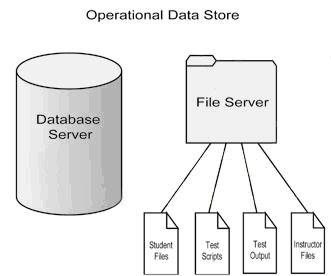 Operational Data Store
Database
Server
File Server
Student
Files
Test
Scripts
Test
Output
Instructor
Files